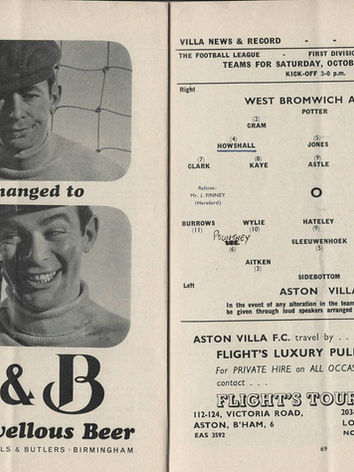 hanged to
& B
vellous Beer
LS & BUTLERS · BIRMINGHAM
VILLA NEWS & RECORD - -
THE FOOTBALL LEAGUE - FIRST DIVISIO
TEAMS FOR SATURDAY, OCTOB
KICK-OFF 3-0 p.m.
Right
WEST BROMWICH A
POTTER
(2)
CRAM
(4) (5)
HOWSHALL JONES
(7) (8) (9)
CLARK KAYE ASTLE
Referee:
Mr. J. FINNEY
(Hereford)
O
BURROWS WYLIE HATELEY
(11) (10) (9)
POUNTNEY
SLEEUWENHOEK
(6) (5)
AITKEN
(3)
SIDEBOTTOM
Left
ASTON VILLA
In the event of any alteration in the team
be given through loud speakers arranged
ASTON VILLA F.C. travel by . .
FLIGHT'S LUXURY PULL
For PRIVATE HIRE on ALL OCCAS
contact . . .
FLIGHT'S TOUR
112-124, VICTORIA ROAD, 203-
ASTON, B'HAM, 6 LO
EAS 3592 NO
69